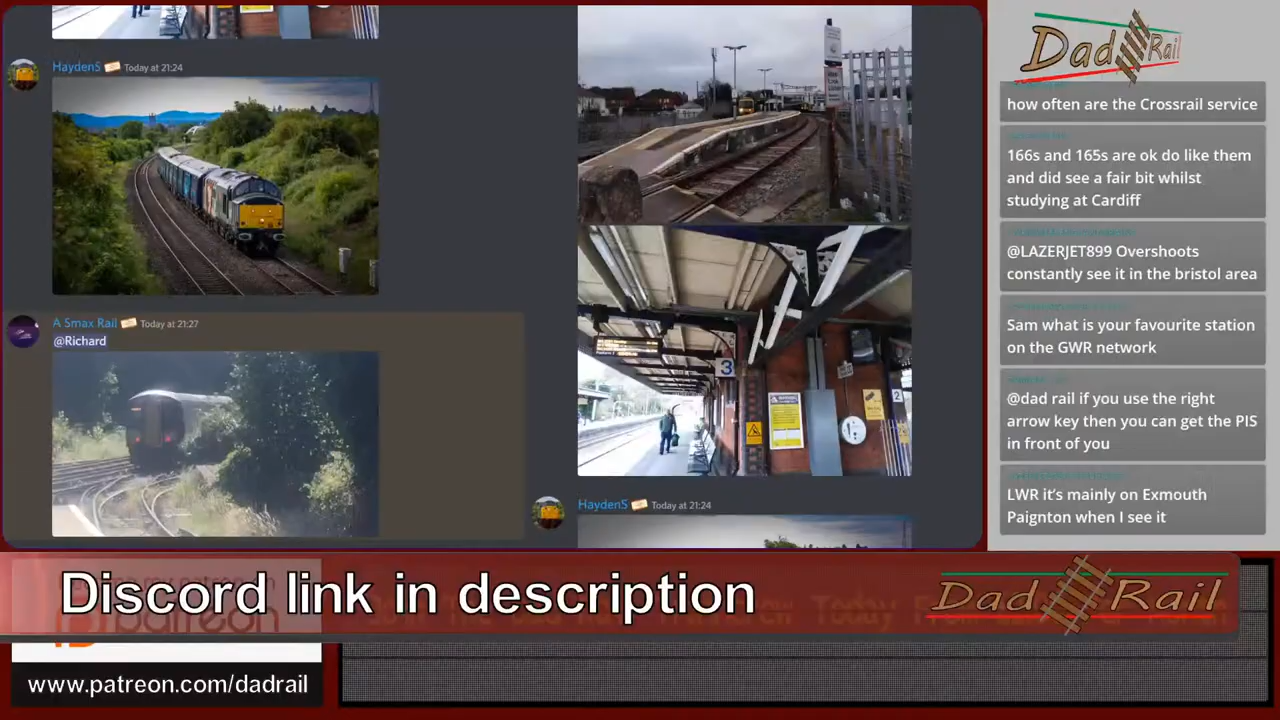 HaydenS Today at 21:24
A Smax Rail Today at 21:27
@Richard
3
2
HaydenS Today at 21:24
Dad Rail
how often are the Crossrail service
166s and 165s are ok do like them
and did see a fair bit whilst
studying at Cardiff
@LAZERJET899 Overshoots
constantly see it in the bristol area
Sam what is your favourite station
on the GWR network
@dad rail if you use the right
arrow key then you can get the PIS
in front of you
LWR it's mainly on Exmouth
Paignton when I see it
Discord link in description
Dad Rail
patreon
www.patreon.com/dadrail